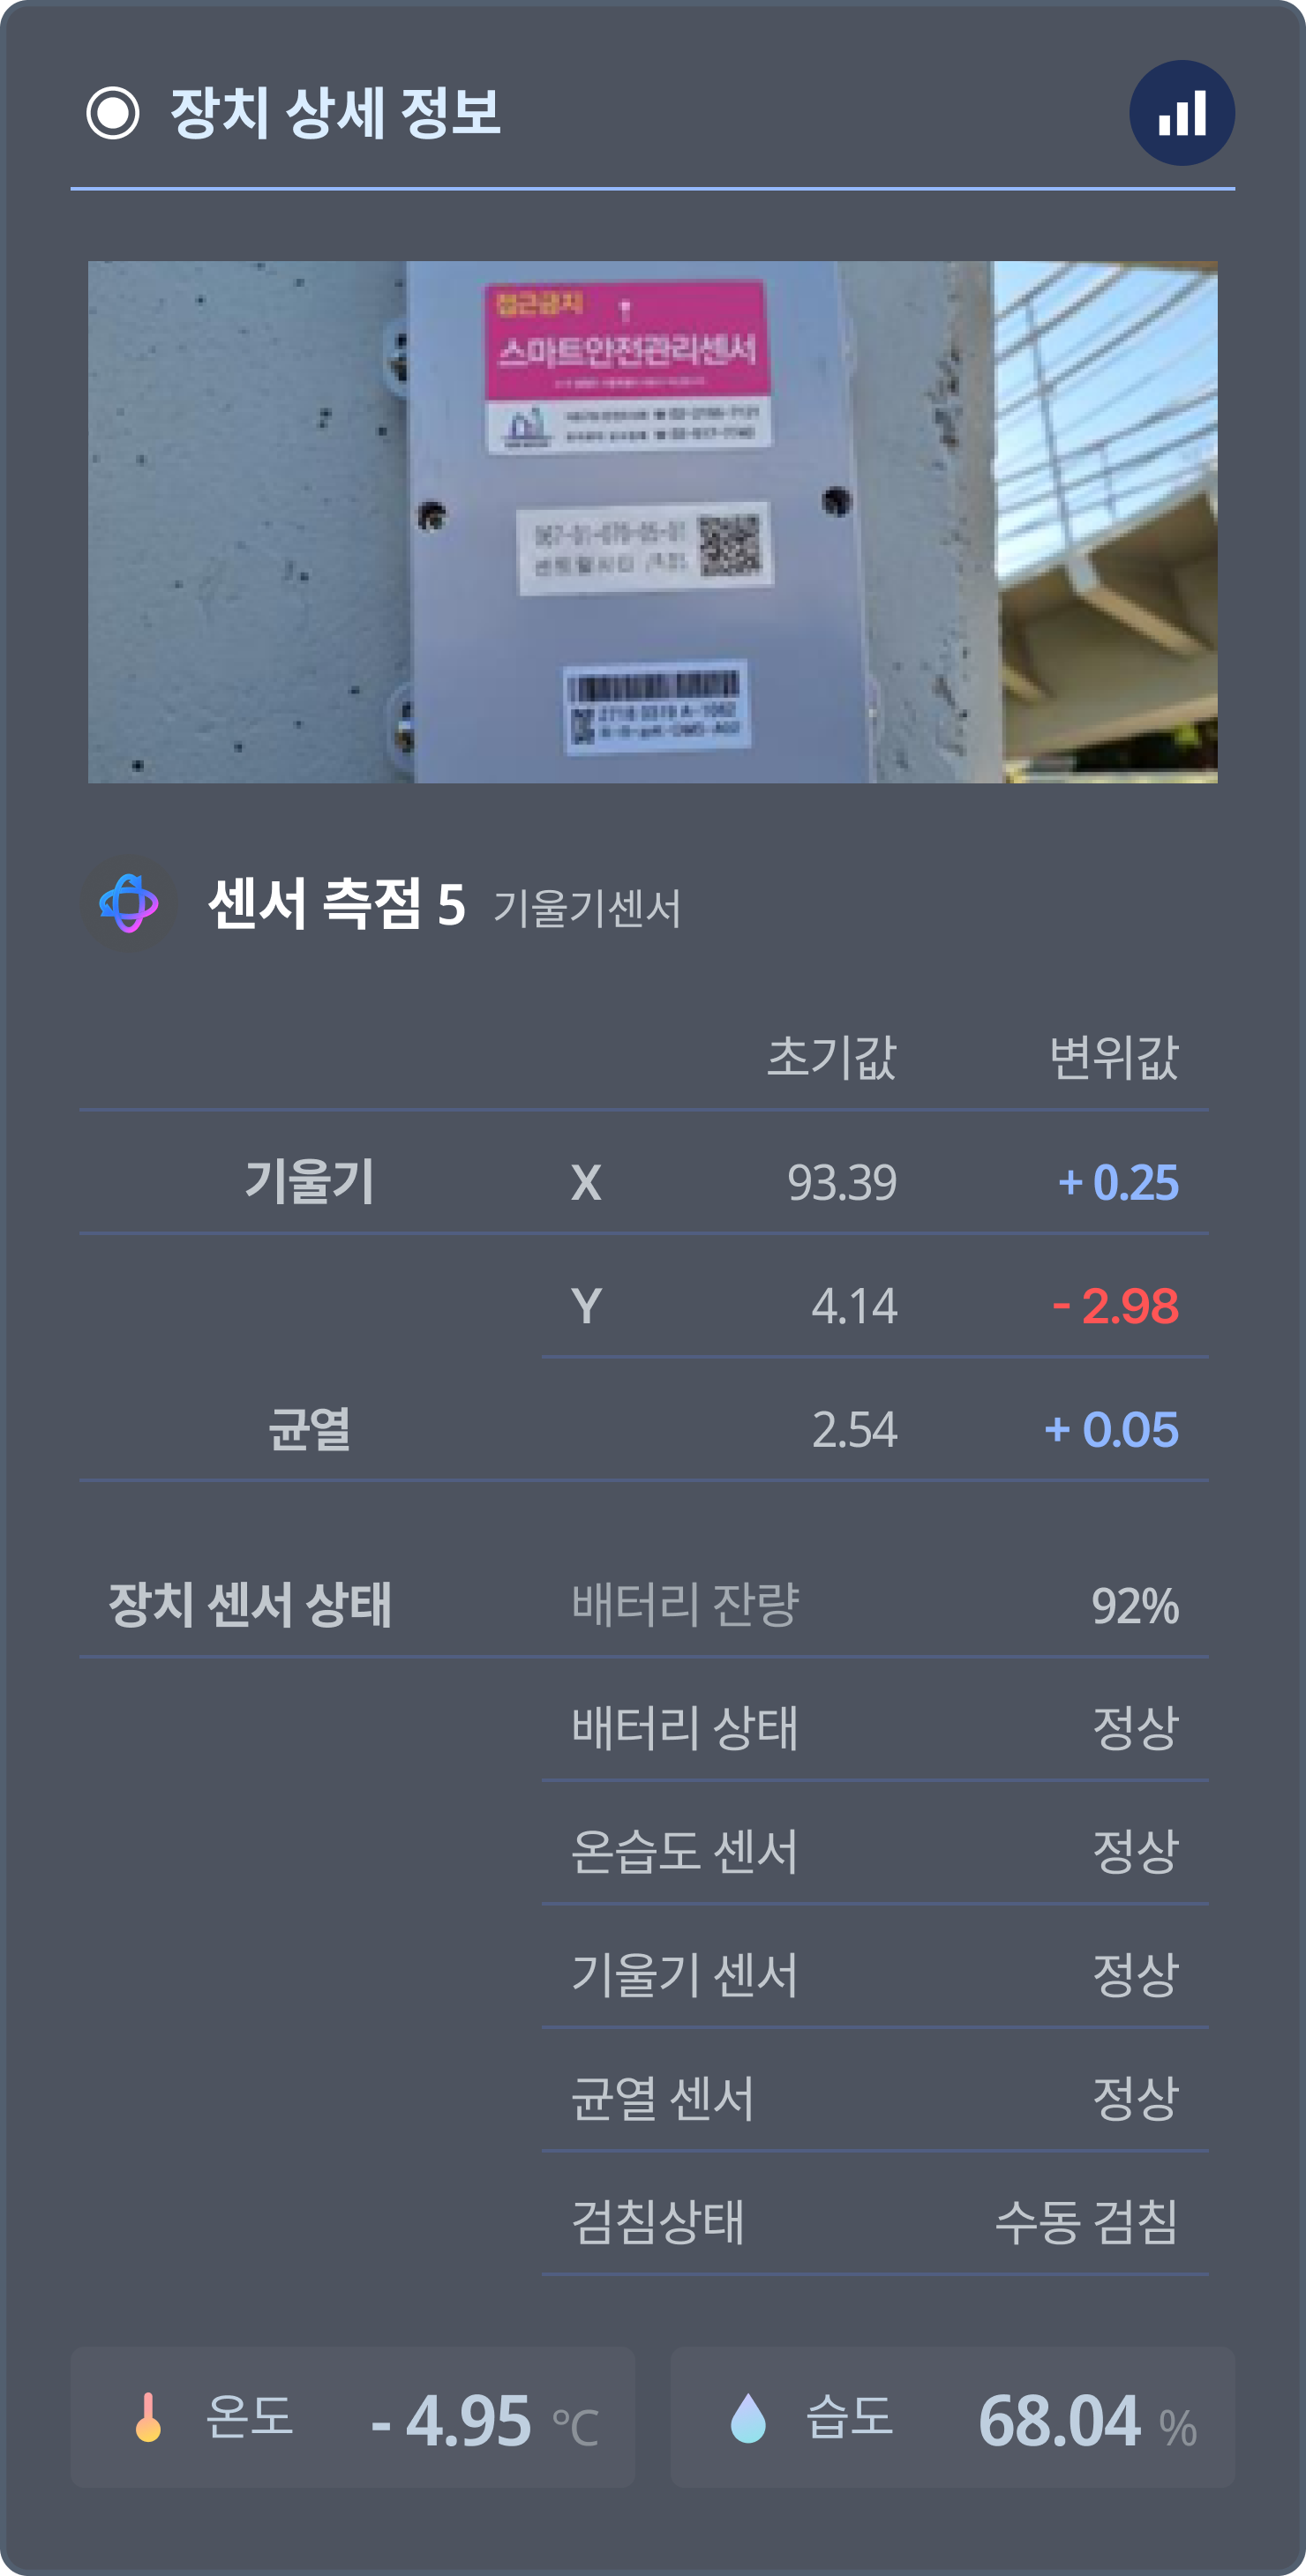 장치 상세 정보
접근금지
스마트안전관리센서
센서 측점 5 기울기센서
초기값 변위값
기울기 X 93.39 + 0.25
Y 4.14 - 2.98
균열 2.54 + 0.05
장치 센서 상태 배터리 잔량 92%
배터리 상태 정상
온습도 센서 정상
기울기 센서 정상
균열 센서 정상
검침상태 수동 검침
온도 - 4.95 °C 습도 68.04 %